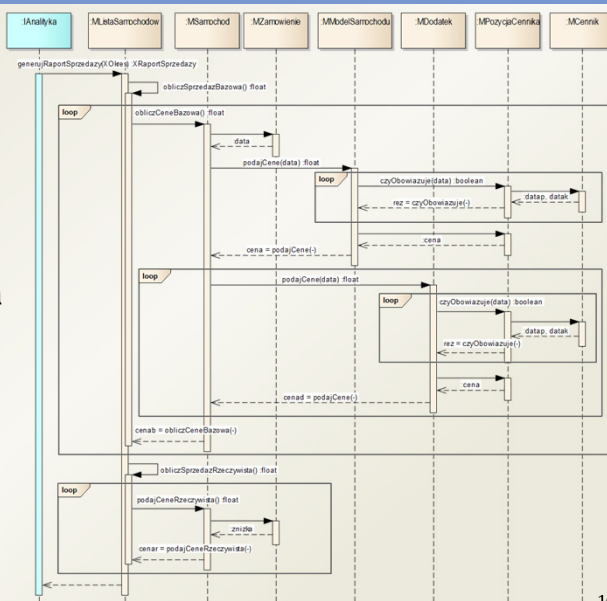 :IAnalityka :MListaSamochodow :MSamochod :MZamowienie :MModelSamochodu :MDodatek :MPozycjaCennika :MCennik
generujRaportSprzedazy(XOkres) :XRaportSprzedazy
obliczSprzedazBazowa() :float
loop
obliczCeneBazowa() :float
data
podajCene(data) :float
loop
czyObowiazuje(data) :boolean
datap, datak
rez = czyObowiazuje(-)
:cena
cena = podajCene(-)
loop
podajCene(data) :float
loop
czyObowiazuje(data) :boolean
datap, datak
rez = czyObowiazuje(-)
cena
cenad = podajCene(-)
cenab = obliczCeneBazowa(-)
obliczSprzedazRzeczywista() :float
loop
podajCeneRzeczywista() :float
znizka
cenar = podajCeneRzeczywista(-)